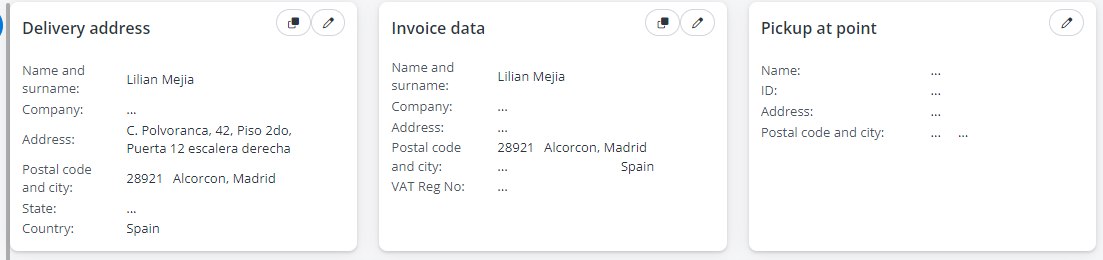 Delivery address
Name and
surname: Lilian Mejia
Company: ...
Address: C. Polvoranca, 42, Piso 2do,
Puerta 12 escalera derecha
Postal code
and city: 28921 Alcorcon, Madrid
State: ...
Country: Spain
Invoice data
Name and
surname: Lilian Mejia
Company: ...
Address: ...
Postal code 28921 Alcorcon, Madrid
and city: ... Spain
VAT Reg No: ...
Pickup at point
Name: ...
ID: ...
Address: ...
Postal code and city: ... ...